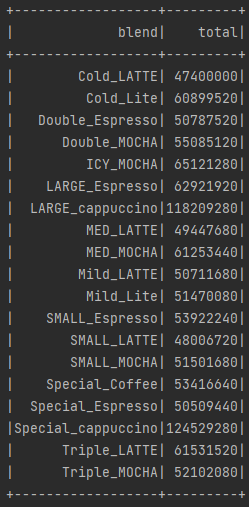 +------------------+---------+
|             blend|    total|
+------------------+---------+
|        Cold_LATTE| 47400000|
|         Cold_Lite| 60899520|
|   Double_Espresso| 50787520|
|      Double_MOCHA| 55085120|
|         ICY_MOCHA| 65121280|
|    LARGE_Espresso| 62921920|
|  LARGE_cappuccino|118209280|
|         MED_LATTE| 49447680|
|         MED_MOCHA| 61253440|
|        Mild_LATTE| 50711680|
|         Mild_Lite| 51470080|
|    SMALL_Espresso| 53922240|
|       SMALL_LATTE| 48006720|
|       SMALL_MOCHA| 51501680|
|    Special_Coffee| 53416640|
|  Special_Espresso| 50509440|
|Special_cappuccino|124529280|
|      Triple_LATTE| 61531520|
|      Triple_MOCHA| 52102080|
+------------------+---------+